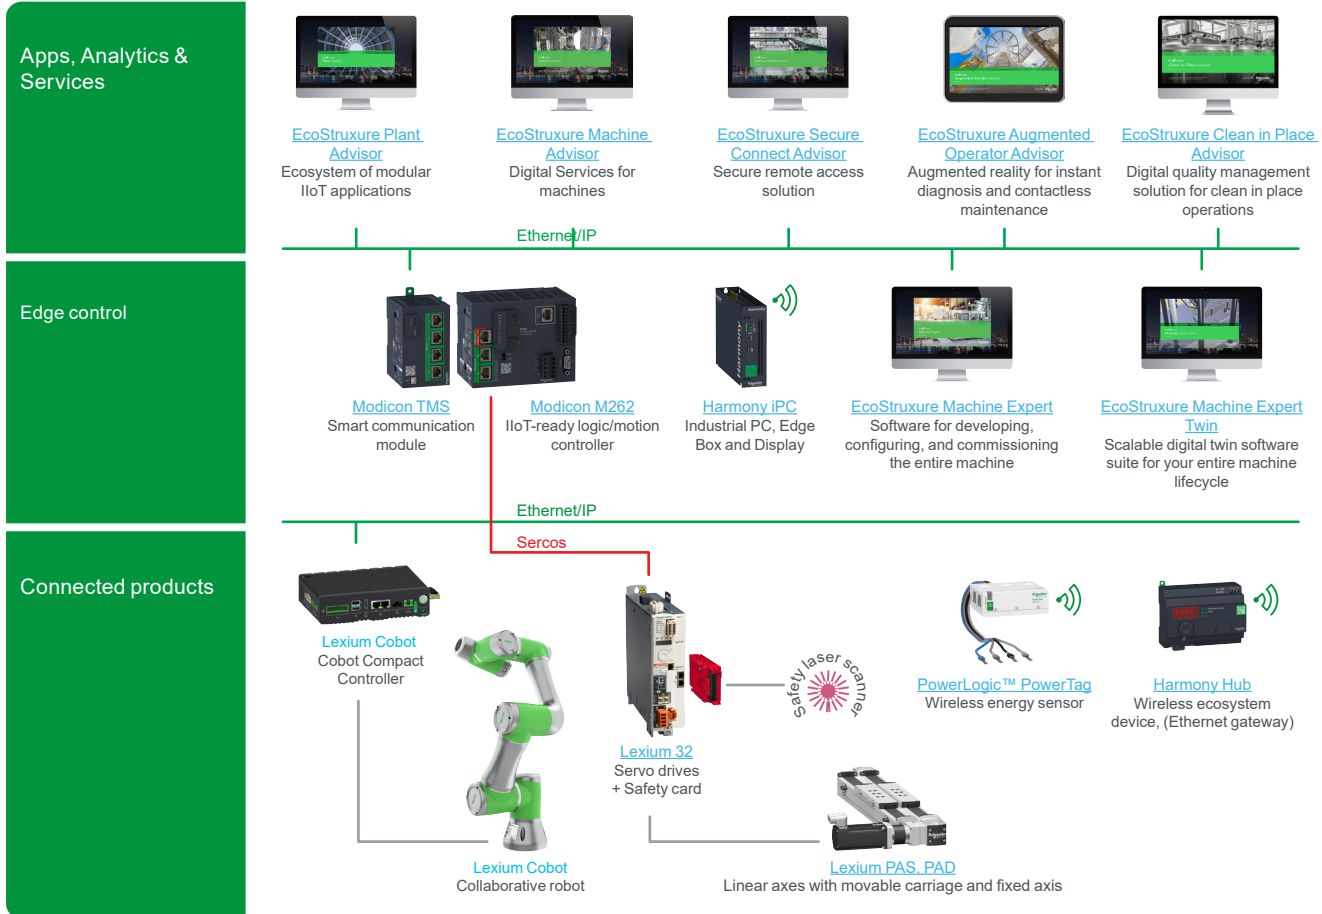 Apps, Analytics &
Services
EcoStruxure Plant
Advisor
Ecosystem of modular
IIoT applications
EcoStruxure Machine
Advisor
Digital Services for
machines
EcoStruxure Secure
Connect Advisor
Secure remote access
solution
EcoStruxure Augmented
Operator Advisor
Augmented reality for instant
diagnosis and contactless
maintenance
EcoStruxure Clean in Place
Advisor
Digital quality management
solution for clean in place
operations
Ethernet/IP
Edge control
Harmony
Modicon TMS
Smart communication
module
Modicon M262
IIoT-ready logic/motion
controller
Harmony iPC
Industrial PC, Edge
Box and Display
EcoStruxure Machine Expert
Software for developing,
configuring, and commissioning
the entire machine
EcoStruxure Machine Expert
Twin
Scalable digital twin software
suite for your entire machine
lifecycle
Ethernet/IP
Sercos
Connected products
Lexium Cobot
Cobot Compact
Controller
Safety laser scanner
PowerLogic™ PowerTag
Wireless energy sensor
Harmony Hub
Wireless ecosystem
device, (Ethernet gateway)
Lexium 32
Servo drives
+ Safety card
Lexium Cobot
Collaborative robot
Lexium PAS, PAD
Linear axes with movable carriage and fixed axis